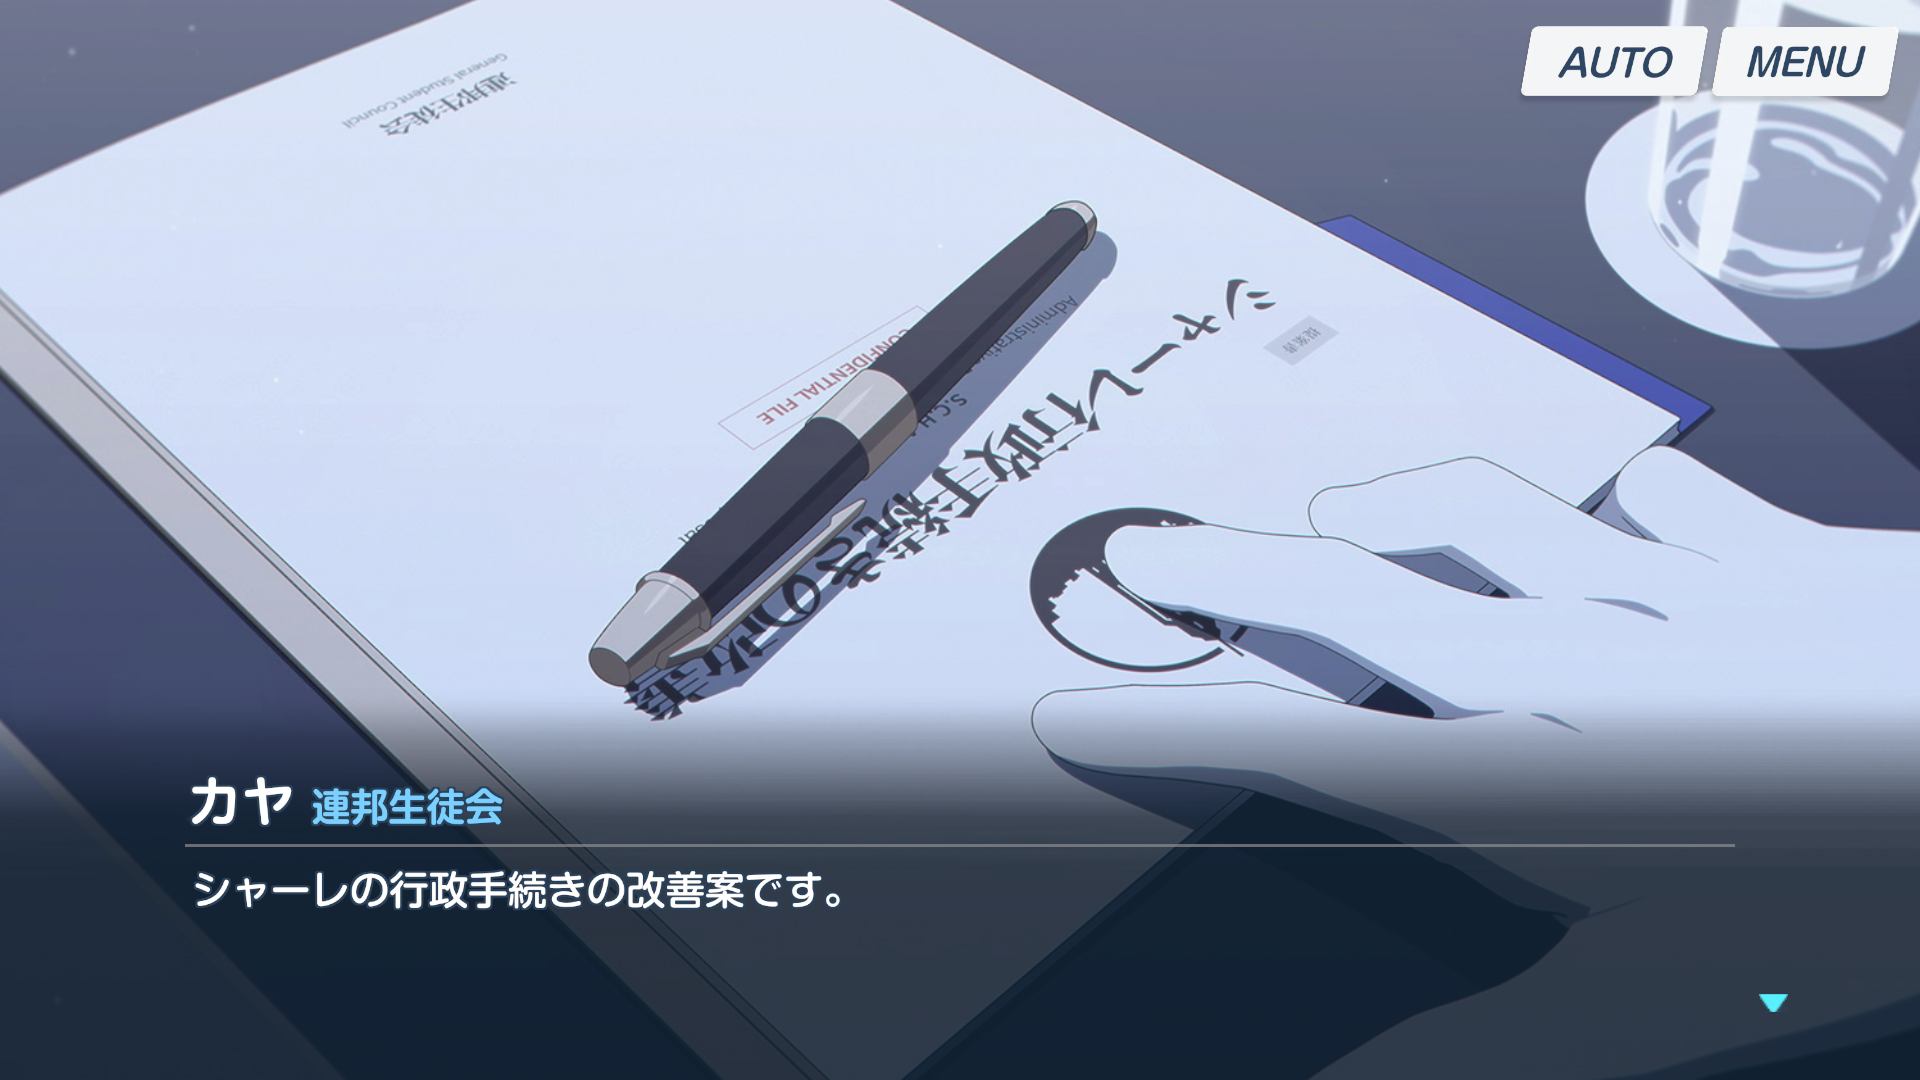 AUTO
MENU
連邦生徒会
General Student Council
提案書
シャーレ行政手続きの改善
S.C.H
CONFIDENTIAL FILE
カヤ 連邦生徒会
シャーレの行政手続きの改善案です。